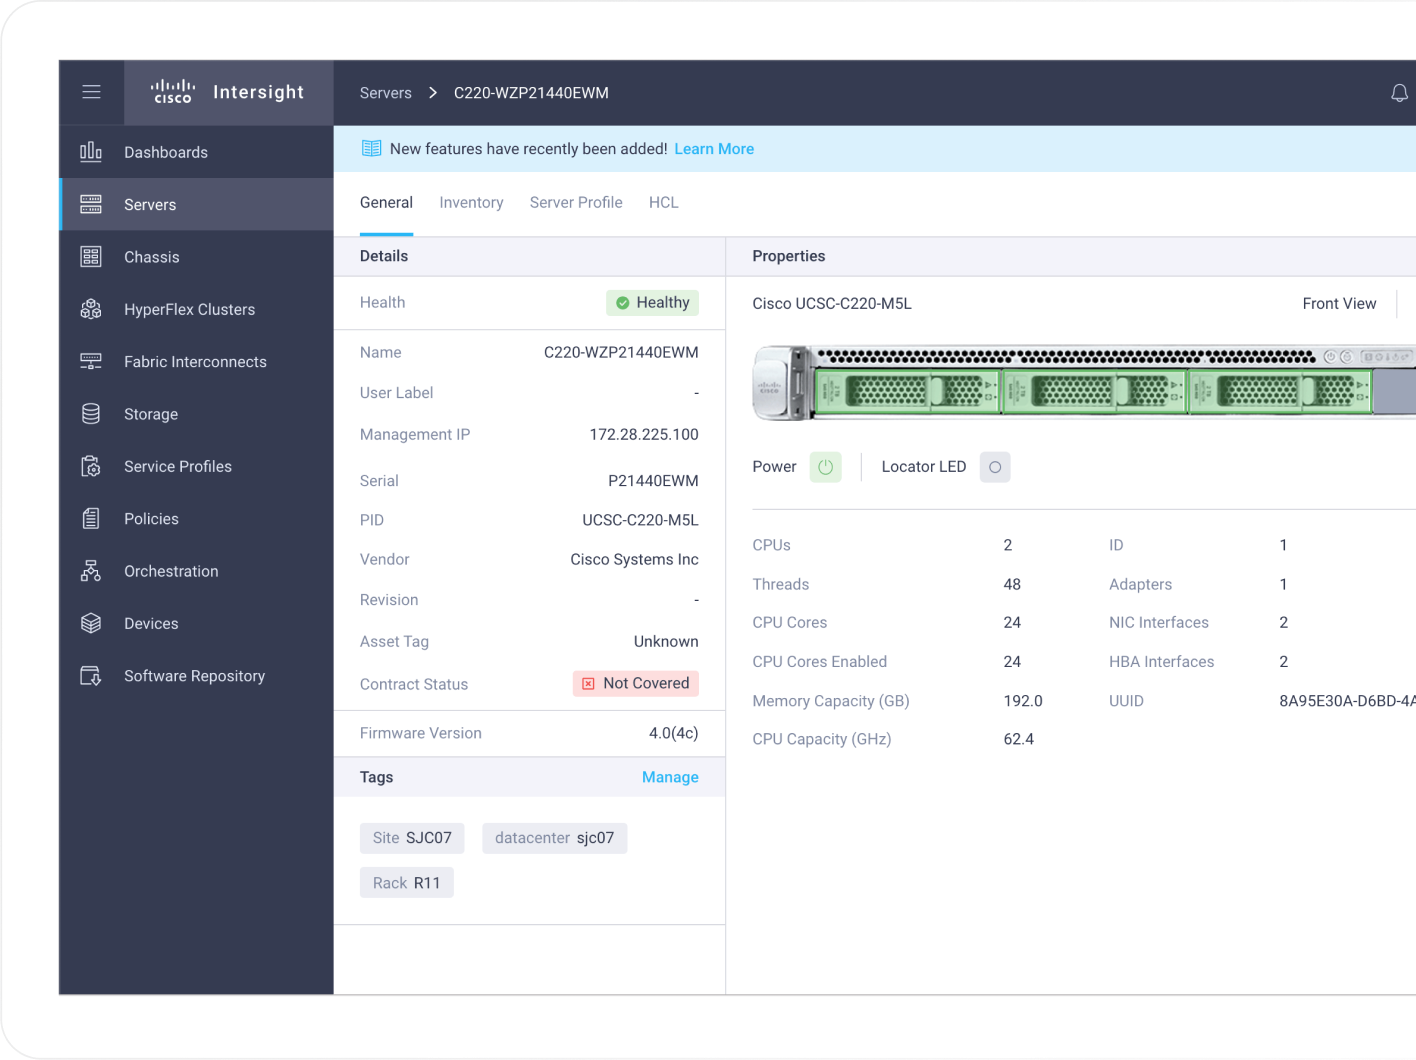 CISCO Intersight
Servers > C220-WZP21440EWM
New features have recently been added! Learn More
Dashboards
Servers
Chassis
HyperFlex Clusters
Fabric Interconnects
Storage
Service Profiles
Policies
Orchestration
Devices
Software Repository
General Inventory Server Profile HCL
Details
Health Healthy
Name C220-WZP21440EWM
User Label -
Management IP 172.28.225.100
Serial P21440EWM
PID UCSC-C220-M5L
Vendor Cisco Systems Inc
Revision -
Asset Tag Unknown
Contract Status Not Covered
Firmware Version 4.0(4c)
Tags Manage
Site SJC07 datacenter sjc07
Rack R11
Properties
Cisco UCSC-C220-M5L Front View
CISCO
Power Locator LED
CPUs 2 ID 1
Threads 48 Adapters 1
CPU Cores 24 NIC Interfaces 2
CPU Cores Enabled 24 HBA Interfaces 2
Memory Capacity (GB) 192.0 UUID 8A95E30A-D6BD-4A
CPU Capacity (GHz) 62.4